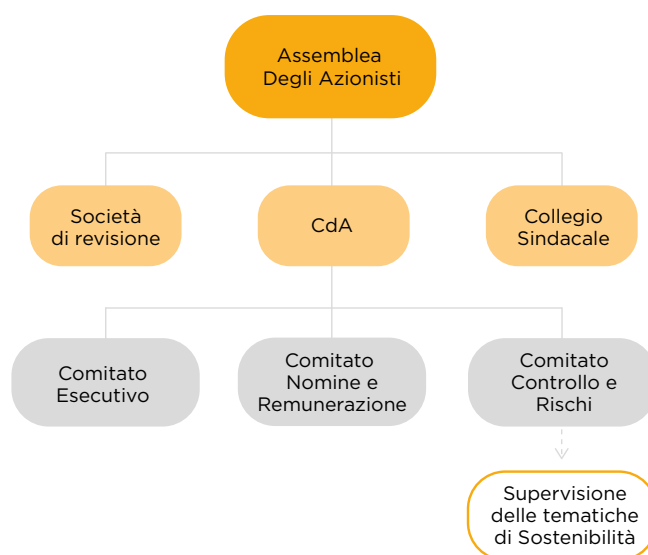 Assemblea
Degli Azionisti
Società
di revisione
CdA
Collegio
Sindacale
Comitato
Esecutivo
Comitato
Nomine e
Remunerazione
Comitato
Controllo e
Rischi
Supervisione
delle tematiche
di Sostenibilità